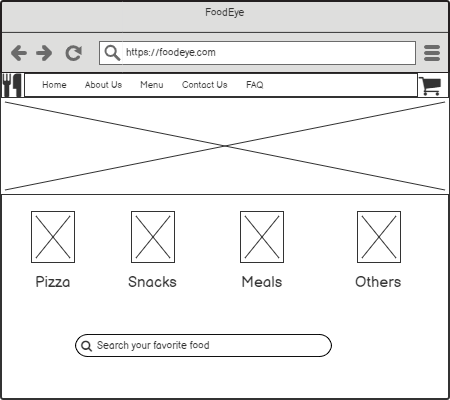 FoodEye
https://foodeye.com
Home About Us Menu Contact Us FAQ
Pizza Snacks Meals Others
Search your favorite food